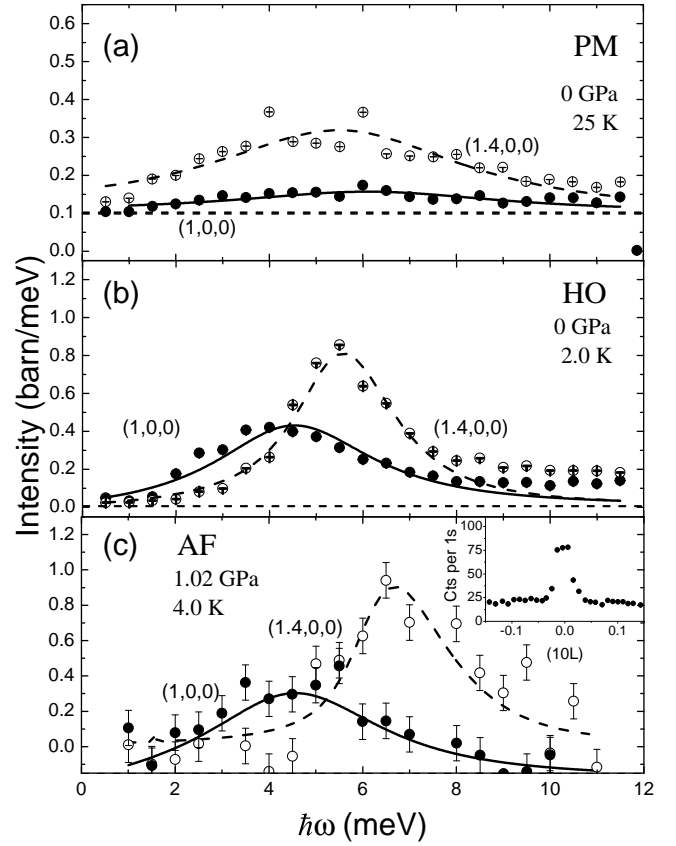 0.6
0.5
0.4
0.3
0.2
0.1
0.0
(a)
PM
0 GPa
25 K
(1.4,0,0)
(1,0,0)
1.2
1.0
0.8
0.6
0.4
0.2
0.0
(b)
HO
0 GPa
2.0 K
(1,0,0)
(1.4,0,0)
Intensity (barn/meV)
1.2
1.0
0.8
0.6
0.4
0.2
0.0
(c)
AF
1.02 GPa
4.0 K
(1.4,0,0)
(1,0,0)
Cts per 1s
100
75
50
25
0
-0.1 0.0 0.1
(10L)
0 2 4 6 8 10 12
ħω (meV)